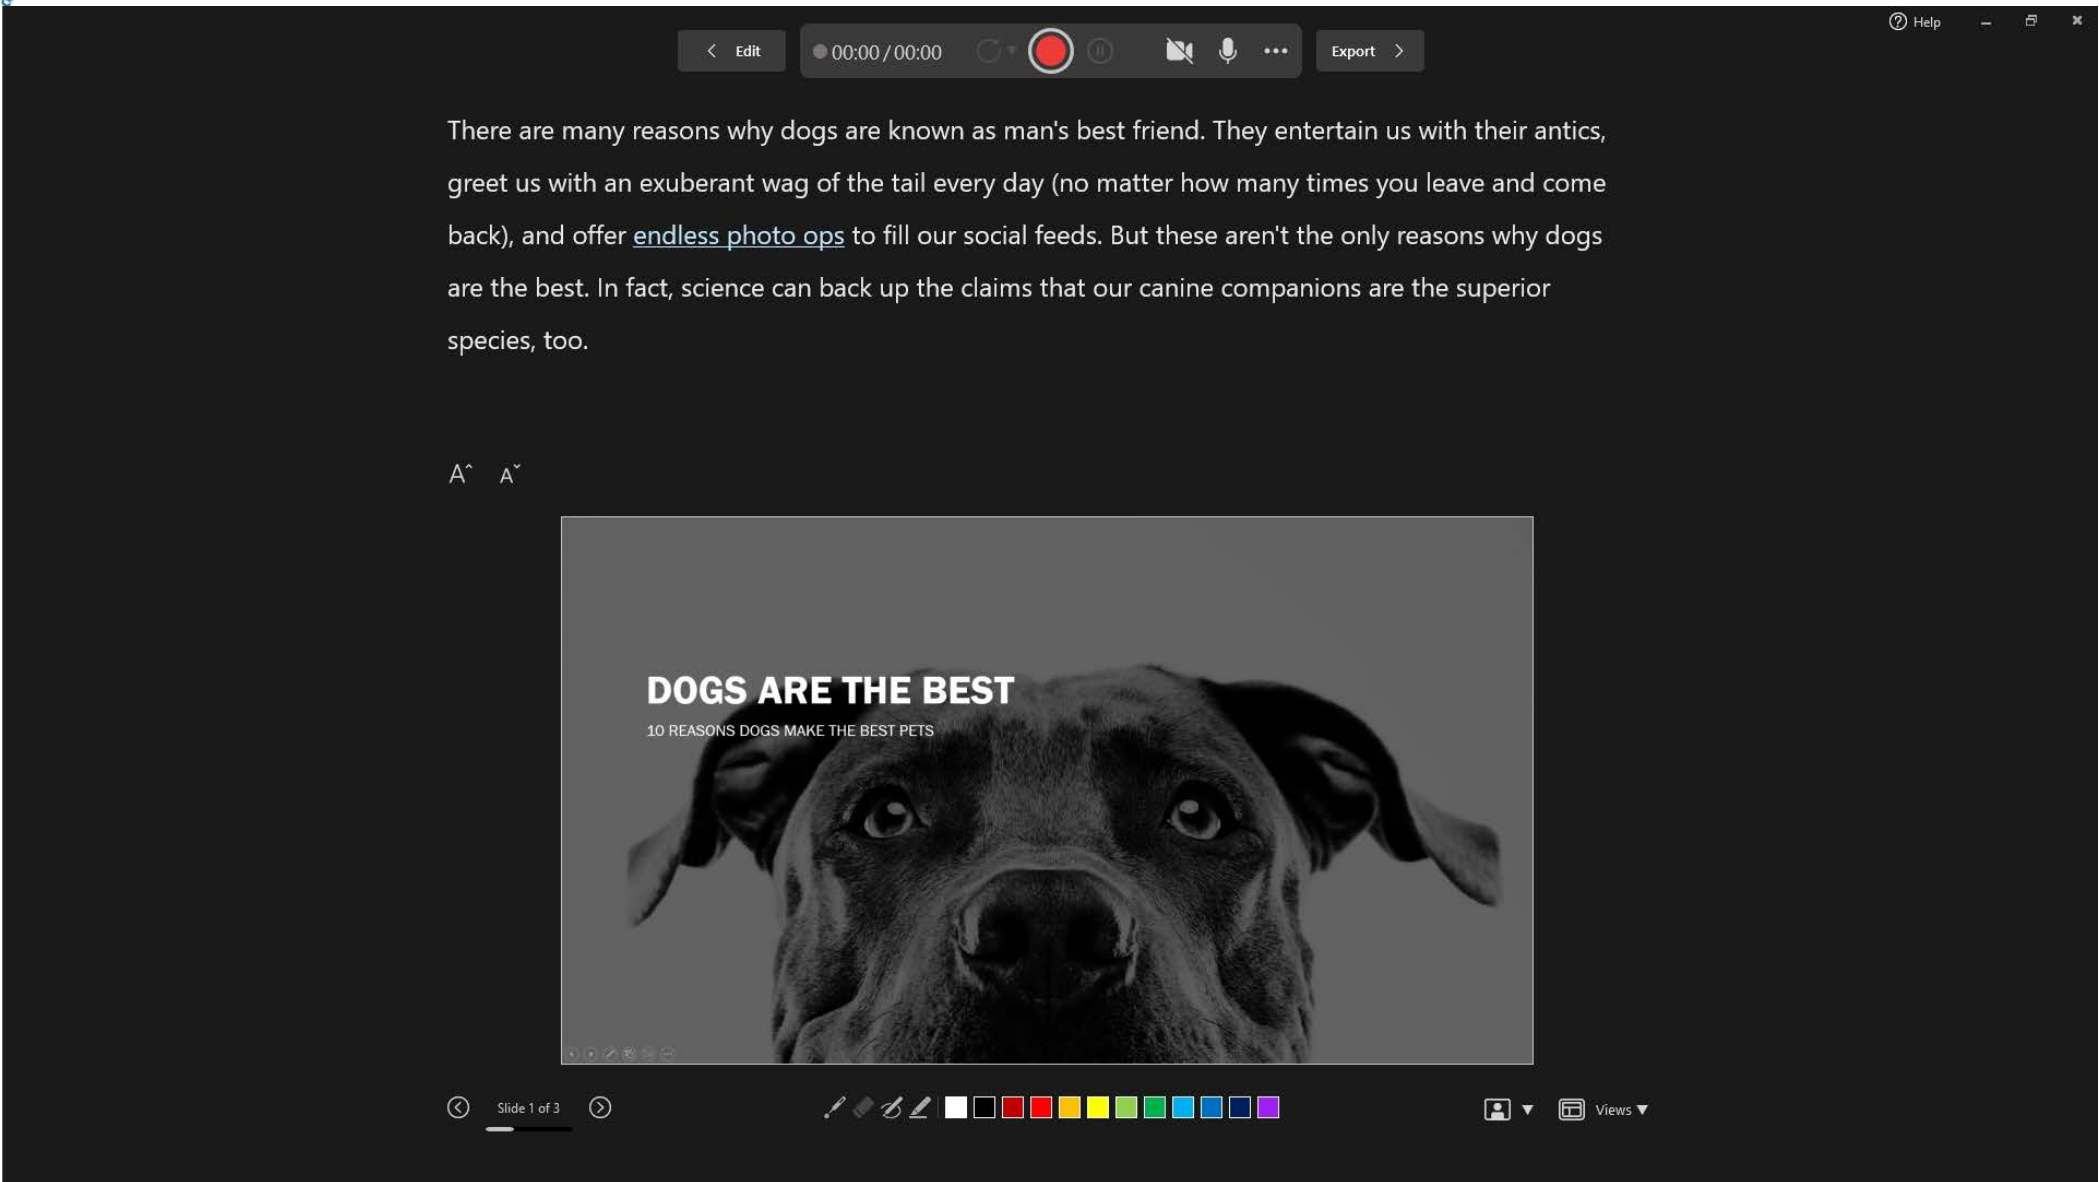 Help
Edit
00:00 / 00:00
Export
There are many reasons why dogs are known as man's best friend. They entertain us with their antics,
greet us with an exuberant wag of the tail every day (no matter how many times you leave and come
back), and offer endless photo ops to fill our social feeds. But these aren't the only reasons why dogs
are the best. In fact, science can back up the claims that our canine companions are the superior
species, too.
A A
DOGS ARE THE BEST
10 REASONS DOGS MAKE THE BEST PETS
Slide 1 of 3
Views